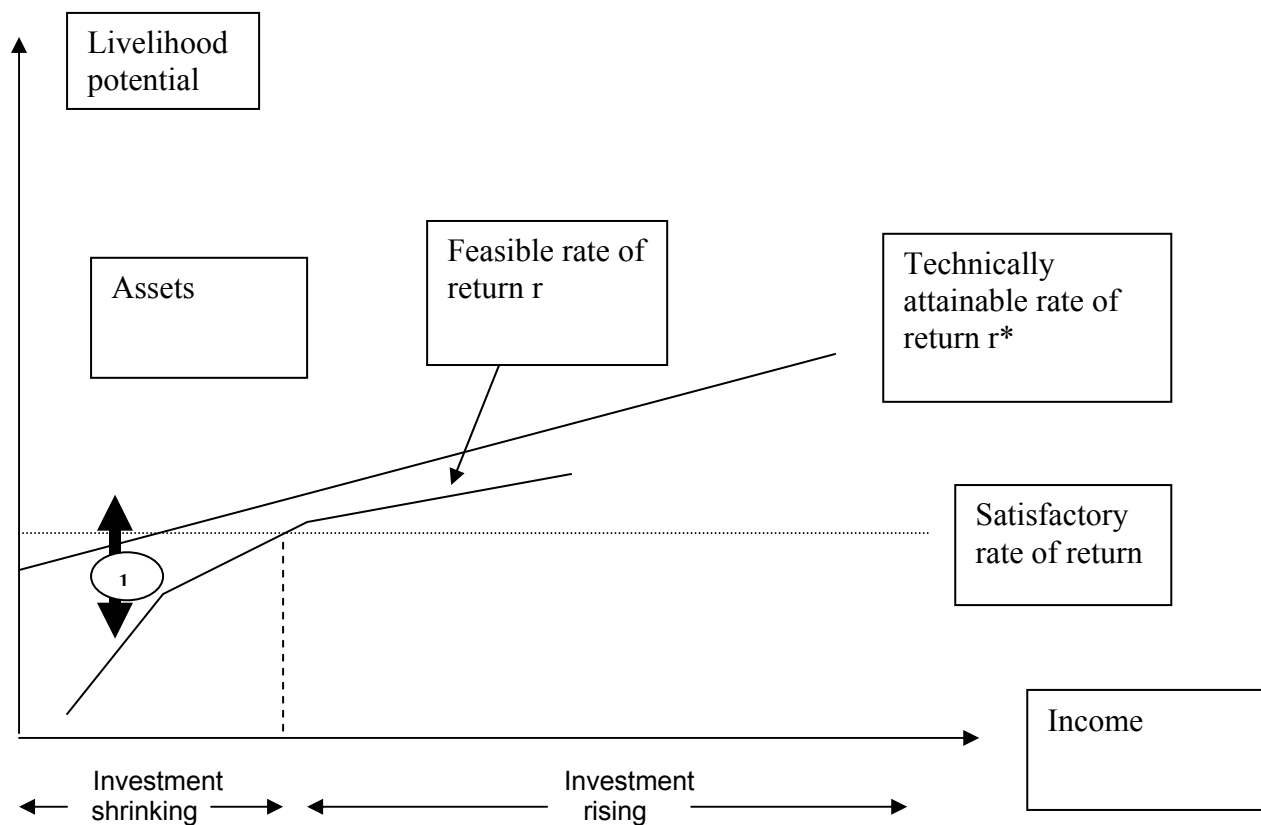 Livelihood
potential
Assets
Feasible rate of
return r
Technically
attainable rate of
return r*
1
Satisfactory
rate of return
Income
Investment
shrinking
Investment
rising